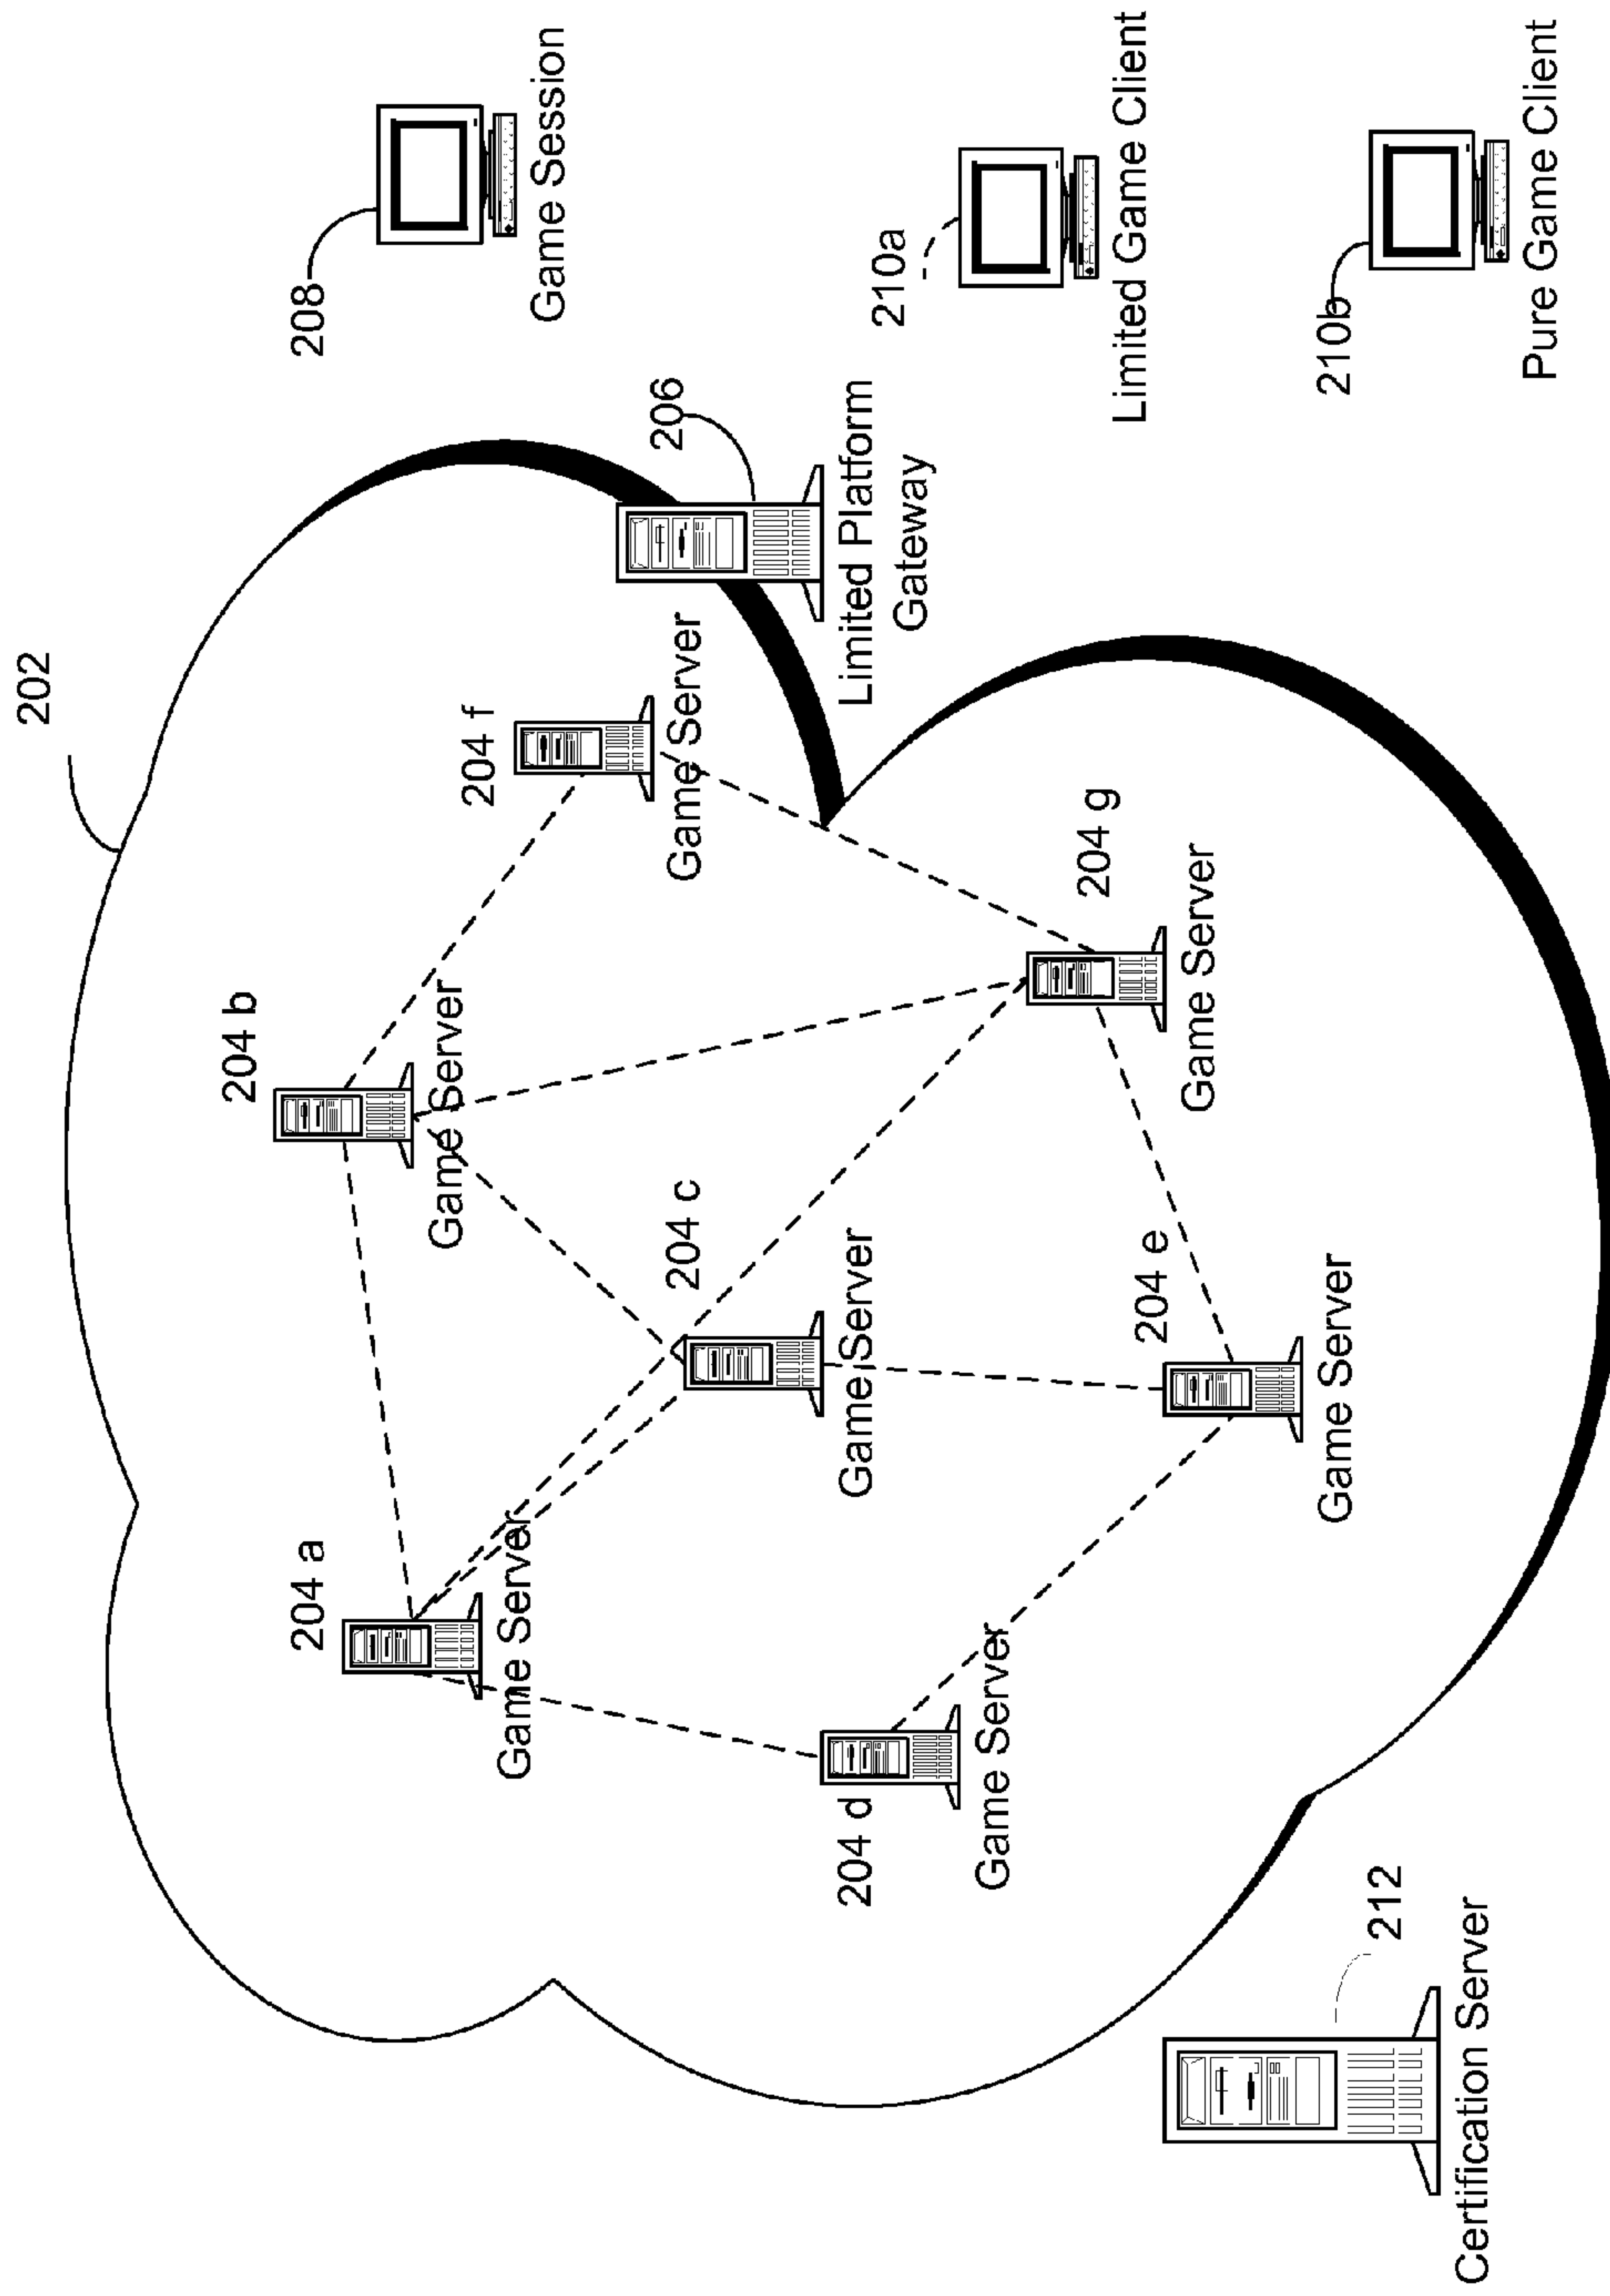 202
204 b
Game Server
204 a
Game Server
204 f
Game Server
208
Game Session
206
Limited Platform
Gateway
204 c
Game Server
204 d
Game Server
204 g
Game Server
210a
Limited Game Client
204 e
Game Server
210b
Pure Game Client
212
Certification Server